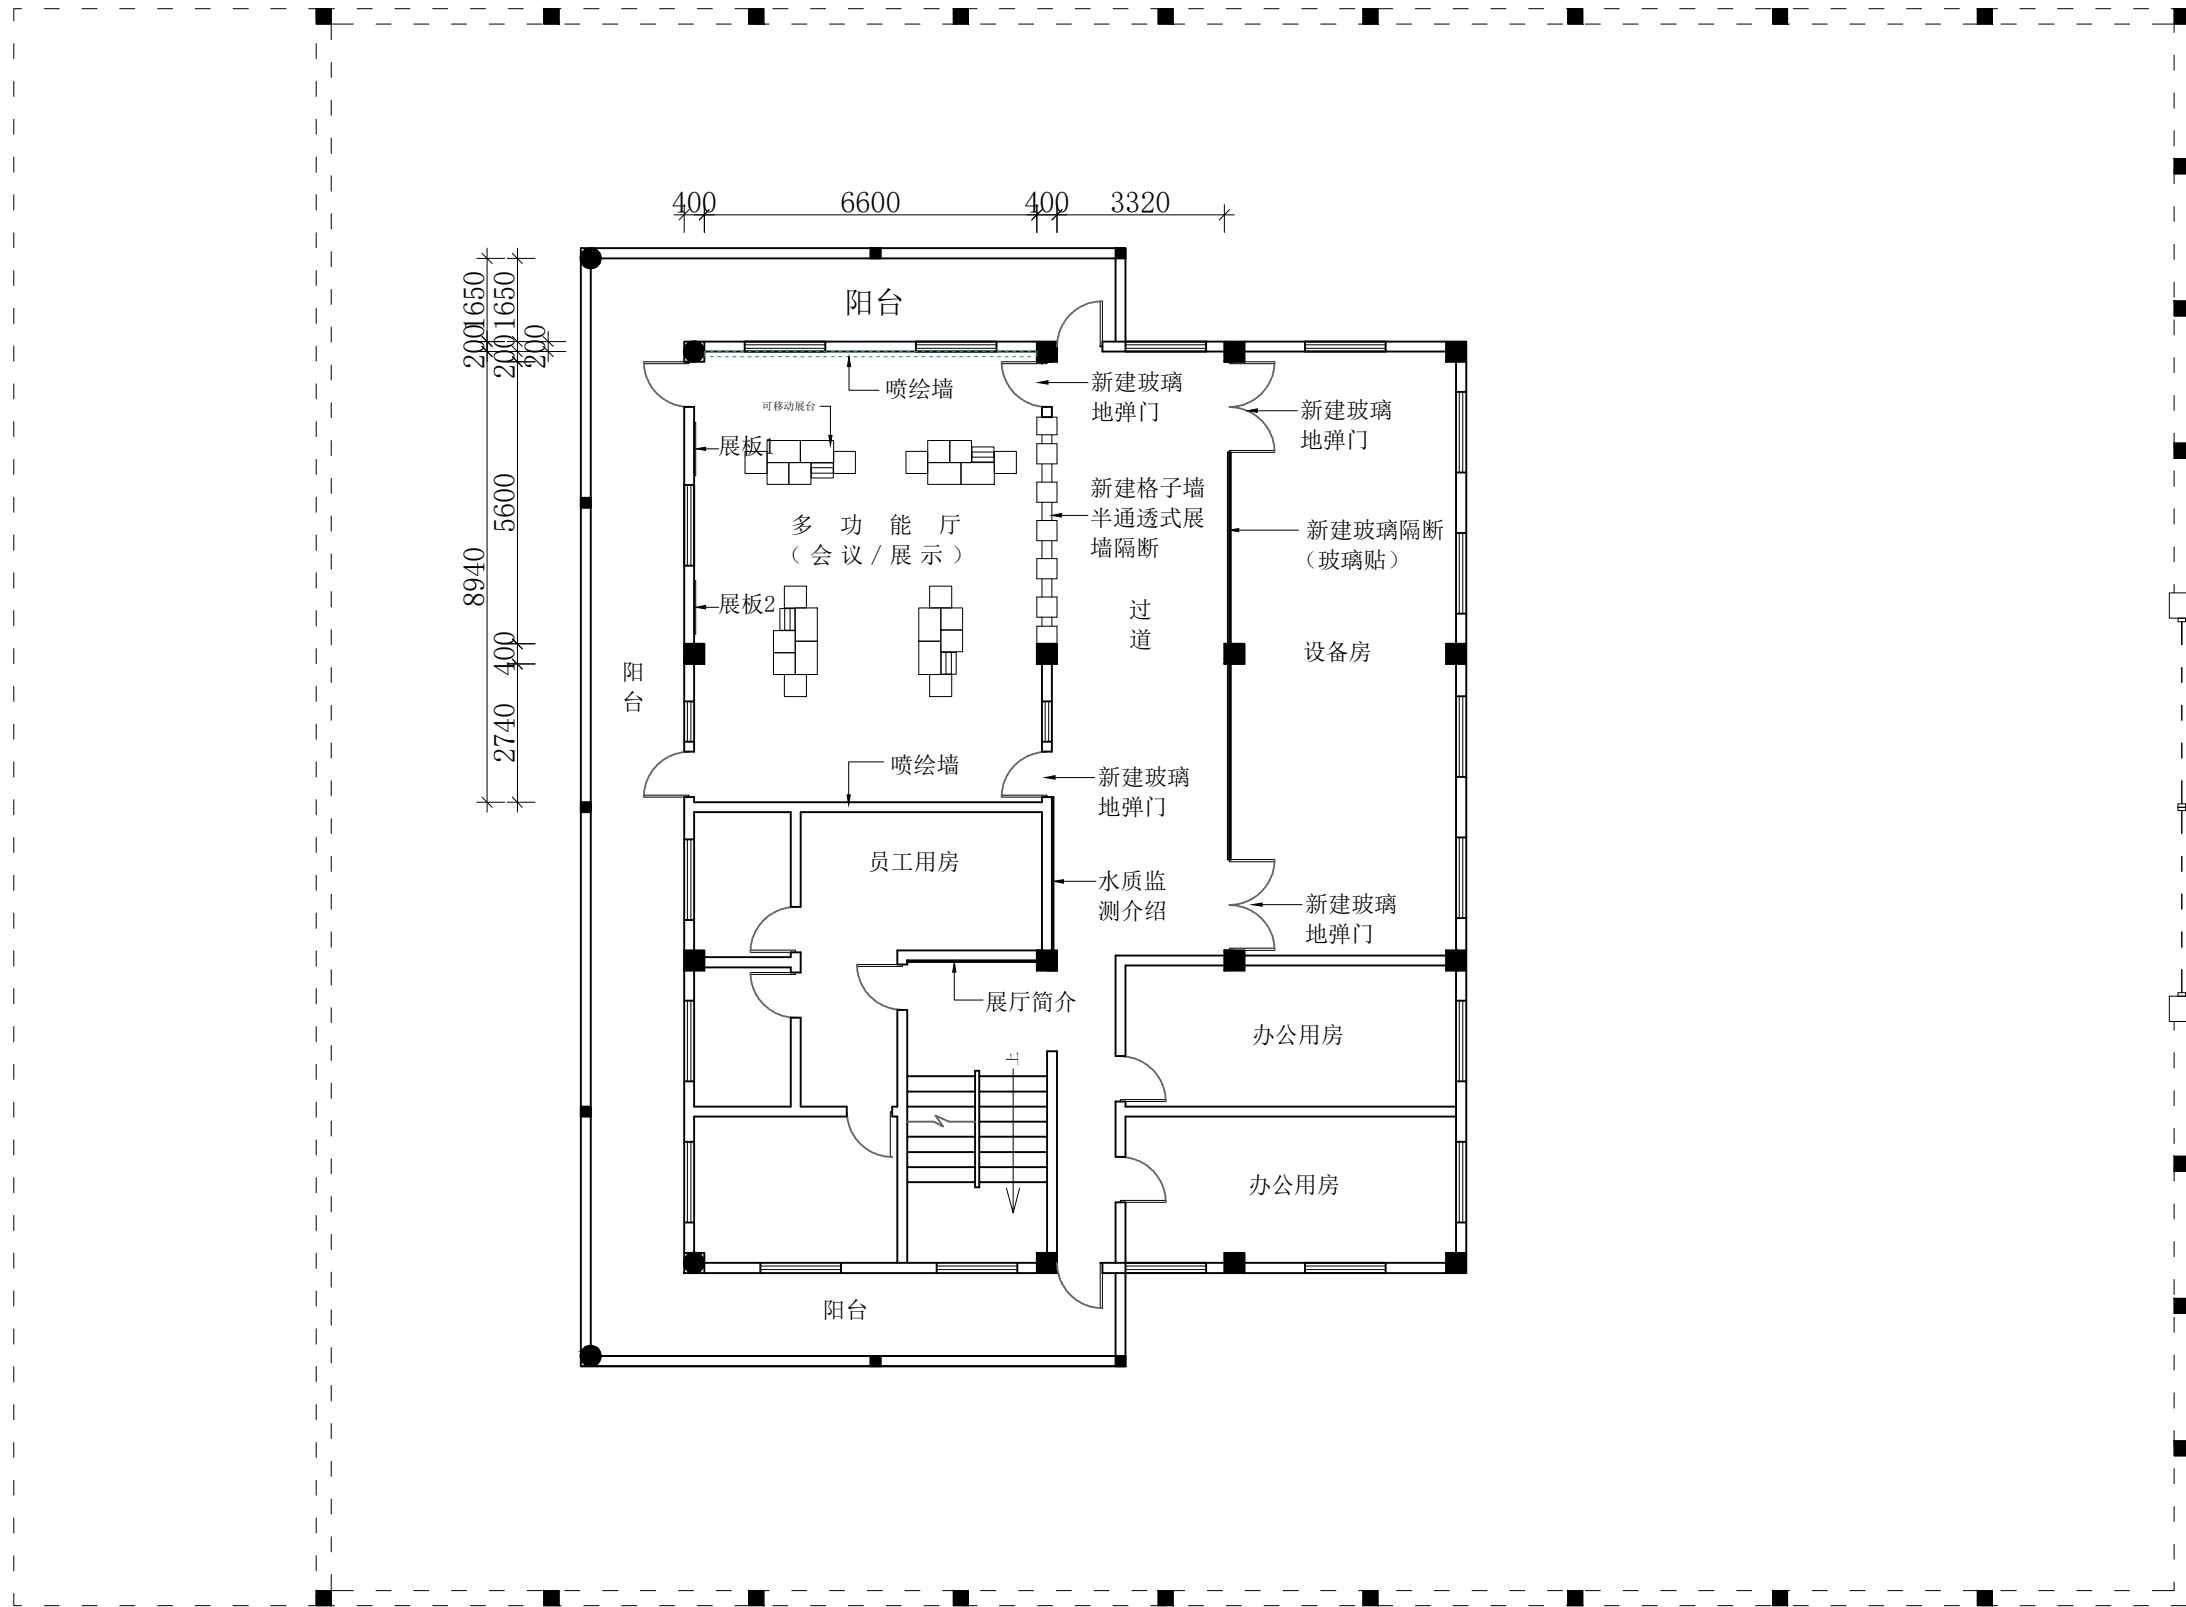 400
6600
400
3320
1650
1650
200
200
200
阳台
喷绘墙
新建玻璃
地弹门
新建玻璃
地弹门
可移动展台
展板1
新建格子墙
半通透式展
墙隔断
5600
多功能厅
（会议/展示）
新建玻璃隔断
（玻璃贴）
8940
展板2
过
道
400
设备房
阳
台
2740
喷绘墙
新建玻璃
地弹门
员工用房
水质监
测介绍
新建玻璃
地弹门
展厅简介
办公用房
上
办公用房
阳台